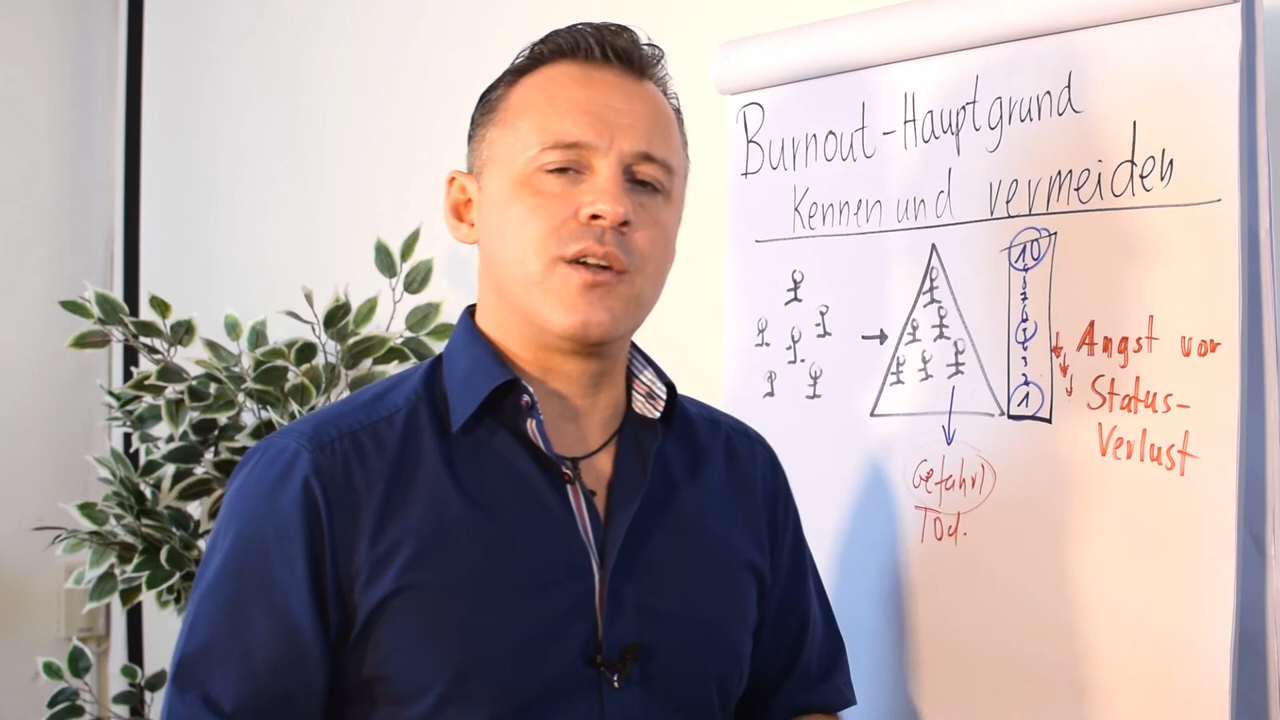 Burnout-Hauptgrund
Kennen und vermeiden
10
1
Angst vor
Status-
Verlust
Gefahr!
Tod.